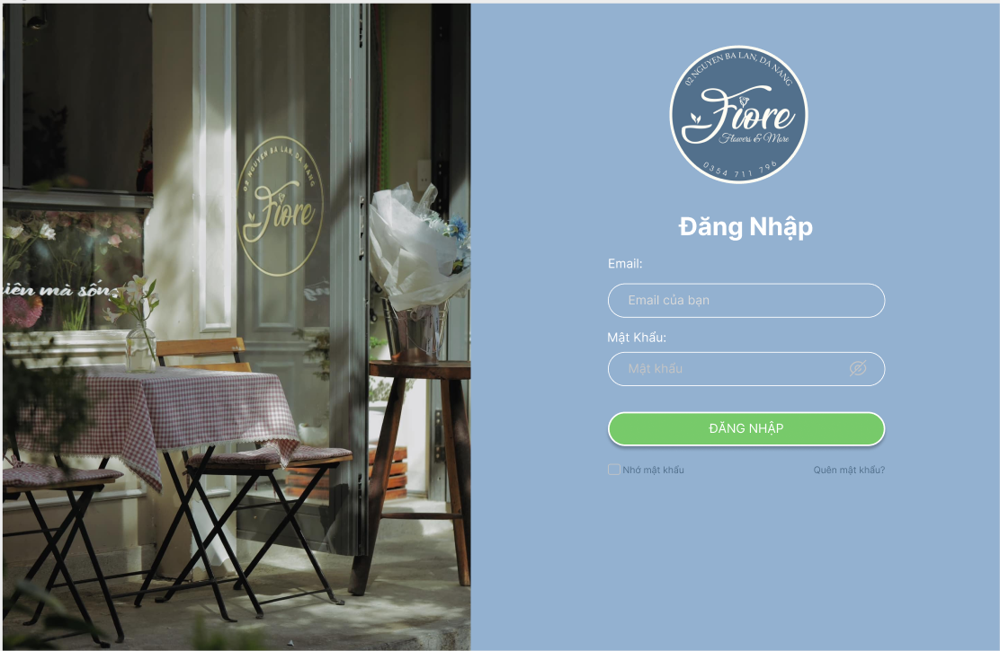 02 NGUYEN BA LAN, DA NANG
Fiore
mà sốn
02 NGUYEN BA LAN, DA NANG
Fiore
Flowers & More
0354 711 796
Đăng Nhập
Email:
Email của bạn
Mật Khẩu:
Mật khẩu
ĐĂNG NHẬP
Nhớ mật khẩu
Quên mật khẩu?